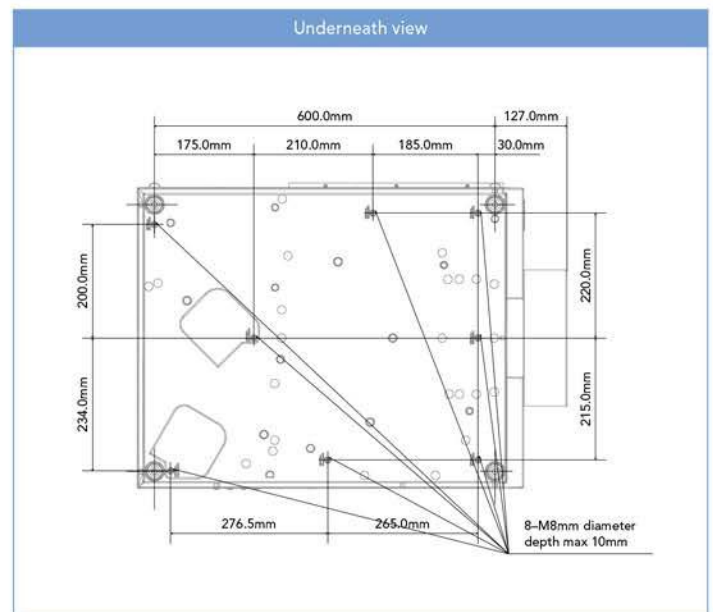 Underneath view
600.0mm 127.0mm
175.0mm 210.0mm 185.0mm 30.0mm
200.0mm
234.0mm
220.0mm
215.0mm
276.5mm 265.0mm
8–M8mm diameter
depth max 10mm